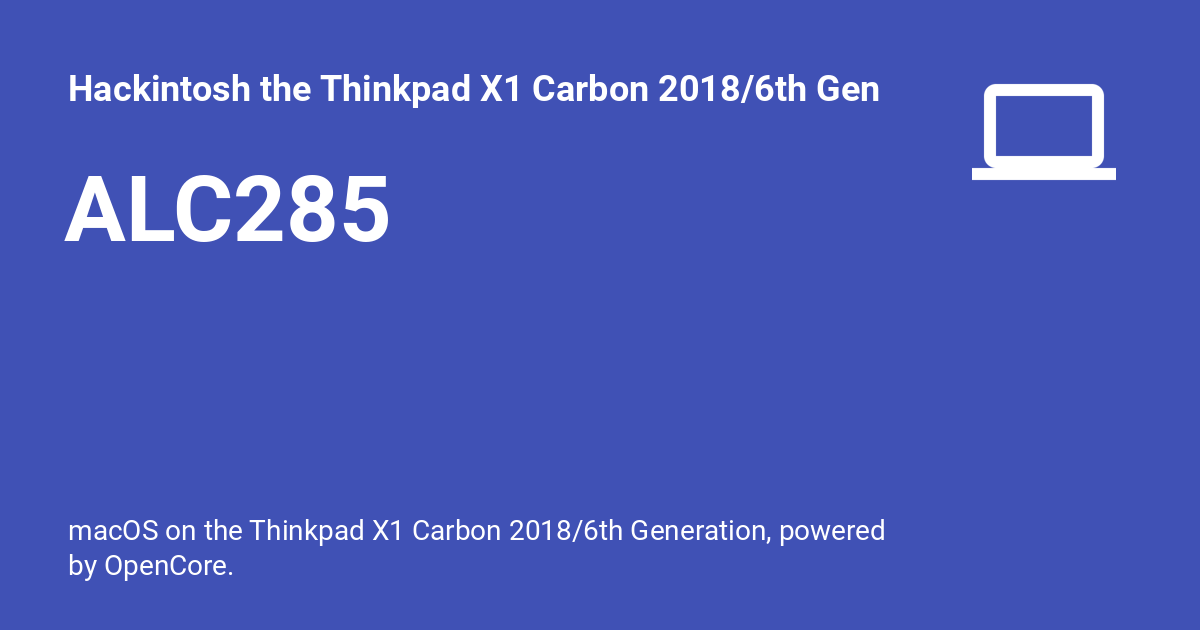 Hackintosh the Thinkpad X1 Carbon 2018/6th Gen
ALC285
macOS on the Thinkpad X1 Carbon 2018/6th Generation, powered
by OpenCore.